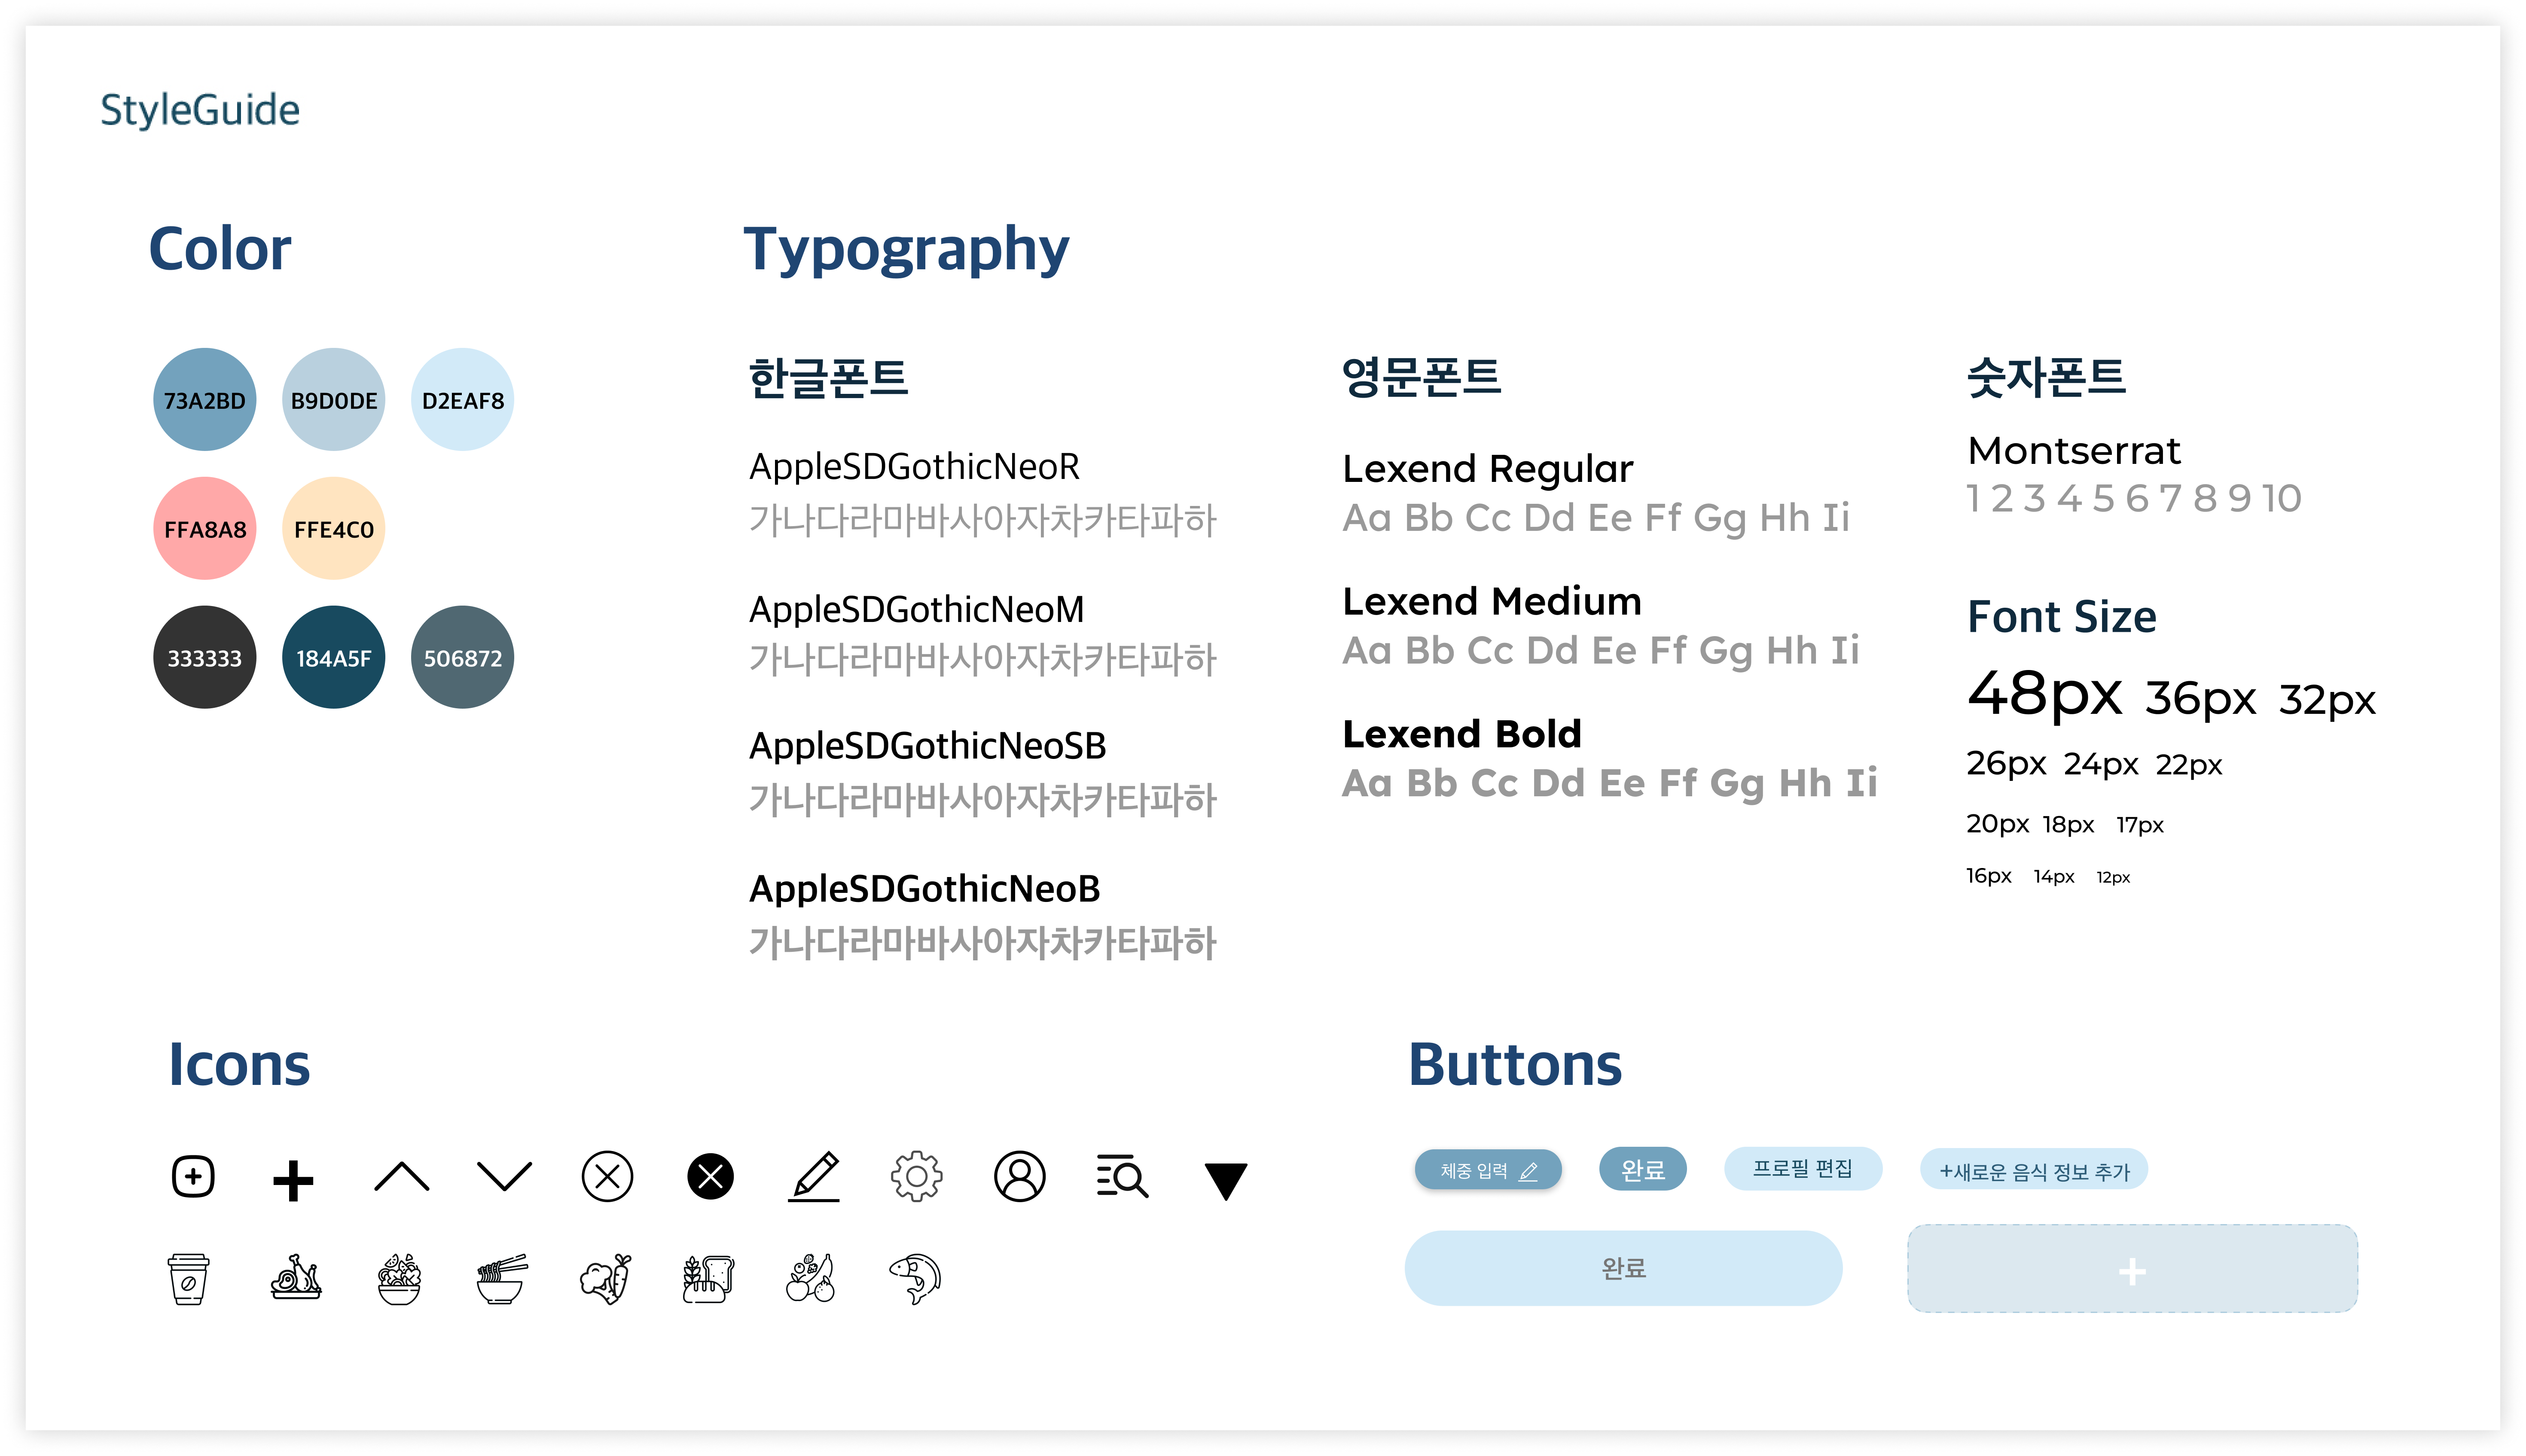 StyleGuide
Color
73A2BD B9D0DE D2EAF8
FFA8A8 FFE4C0
333333 184A5F 506872
Typography
한글폰트
AppleSDGothicNeoR
가나다라마바사아자차카타파하
AppleSDGothicNeoM
가나다라마바사아자차카타파하
AppleSDGothicNeoSB
가나다라마바사아자차카타파하
AppleSDGothicNeoB
가나다라마바사아자차카타파하
영문폰트
Lexend Regular
Aa Bb Cc Dd Ee Ff Gg Hh Ii
Lexend Medium
Aa Bb Cc Dd Ee Ff Gg Hh Ii
Lexend Bold
Aa Bb Cc Dd Ee Ff Gg Hh Ii
숫자폰트
Montserrat
1 2 3 4 5 6 7 8 9 10
Font Size
48px 36px 32px
26px 24px 22px
20px 18px 17px
16px 14px 12px
Icons
Buttons
체중 입력
완료
프로필 편집
+새로운 음식 정보 추가
완료
+